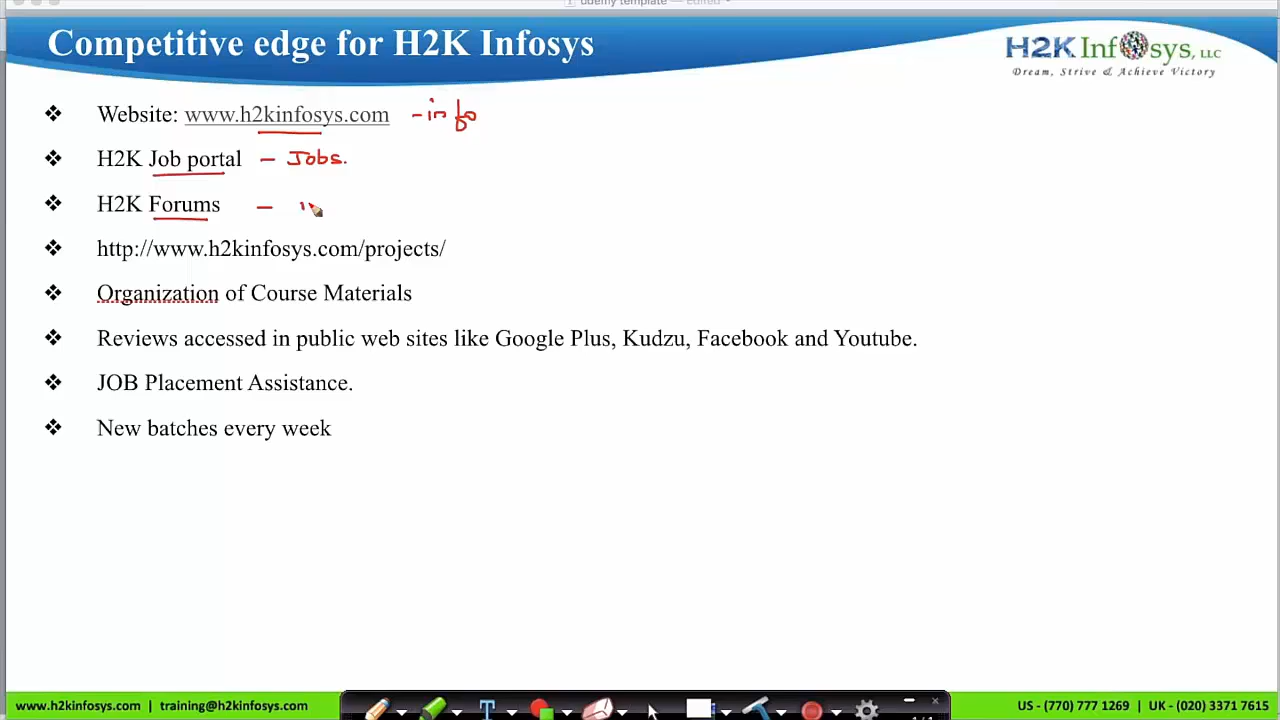 udemy template — Edited
Competitive edge for H2K Infosys
H2K Infosys, LLC
Dream, Strive & Achieve Victory
❖ Website: www.h2kinfosys.com - info
❖ H2K Job portal - Jobs.
❖ H2K Forums -
❖ http://www.h2kinfosys.com/projects/
❖ Organization of Course Materials
❖ Reviews accessed in public web sites like Google Plus, Kudzu, Facebook and Youtube.
❖ JOB Placement Assistance.
❖ New batches every week
www.h2kinfosys.com | training@h2kinfosys.com
US - (770) 777 1269 | UK - (020) 3371 7615